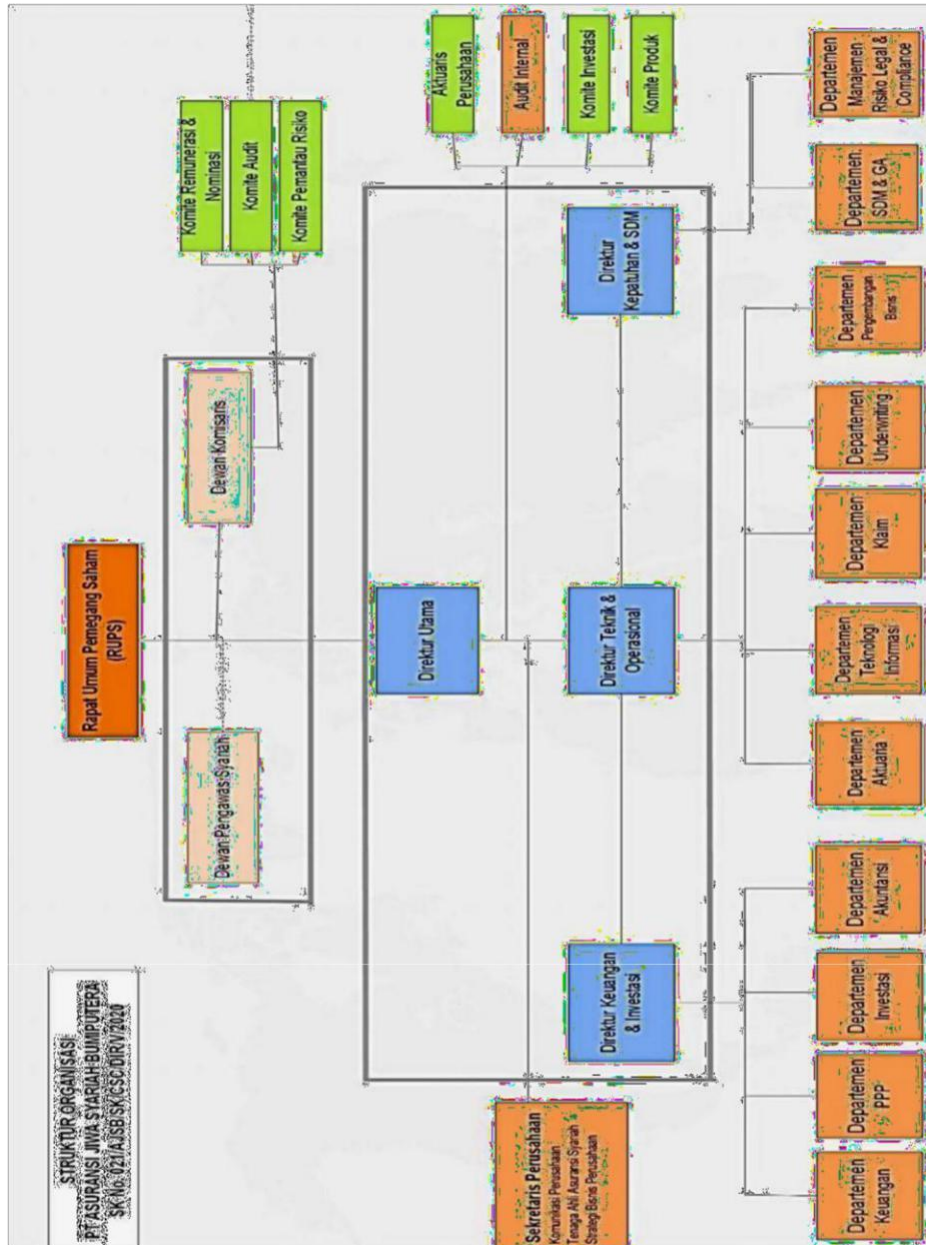 STRUKTUR ORGANISASI
PT ASURANSI JIWA SYARIAH BUMIPUTERA
SK No. 021/AJSB/SK/CSC/DIR/V/2020
Rapat Umum Pemegang Saham
(RUPS)
Dewan Pengawas Syariah
Dewan Komisaris
Komite Remunerasi &
Nominasi
Komite Audit
Komite Pemantau Risiko
Direktur Utama
Aktuaris
Perusahaan
Audit Internal
Komite Investasi
Komite Produk
Sekretaris Perusahaan
Komunikasi Perusahaan
Tenaga Ahli Asuransi Syariah
Strategi Bisnis Perusahaan
Direktur Keuangan
& Investasi
Direktur Teknik &
Operasional
Direktur
Kepatuhan & SDM
Departemen
Keuangan
Departemen
PPP
Departemen
Investasi
Departemen
Akuntansi
Departemen
Aktuaria
Departemen
Teknologi
Informasi
Departemen
Klaim
Departemen
Underwriting
Departemen
Pengembangan
Bisnis
Departemen
SDM & GA
Departemen
Manajemen
Risiko Legal &
Compliance